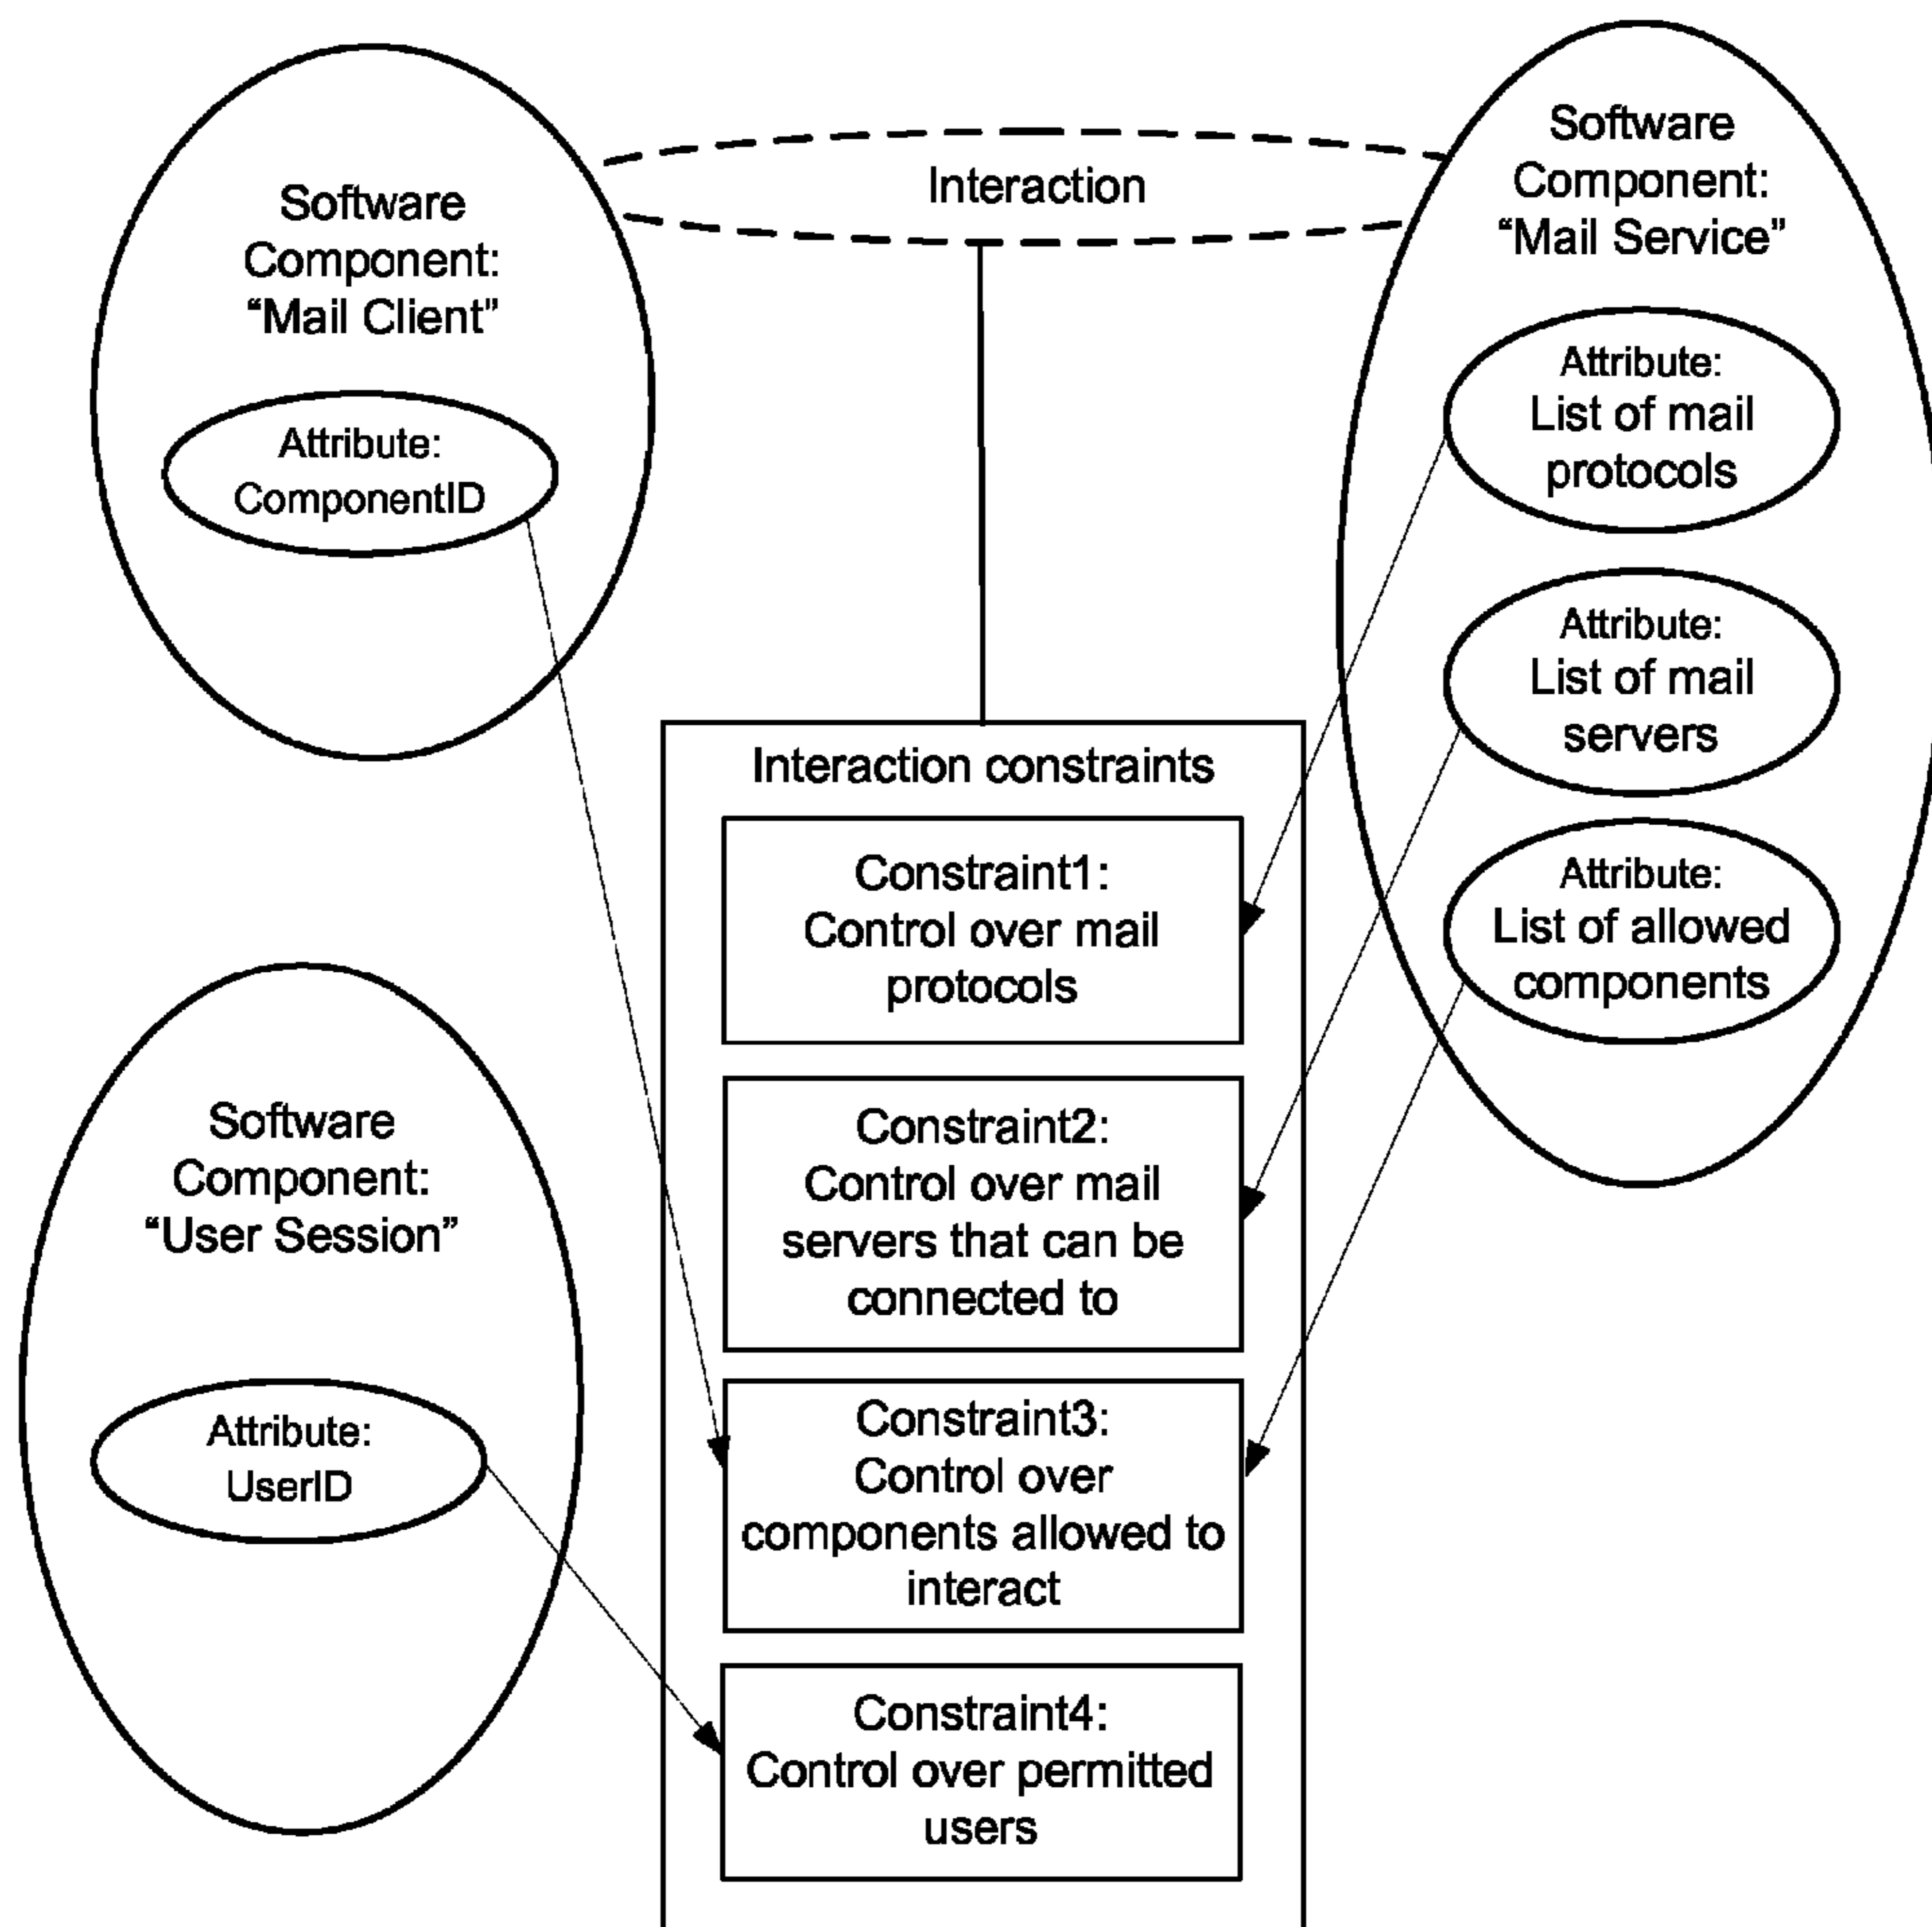 Software
Component:
“Mail Client”
Attribute:
ComponentID
Interaction
Software
Component:
“Mail Service”
Attribute:
List of mail
protocols
Attribute:
List of mail
servers
Attribute:
List of allowed
components
Interaction constraints
Constraint1:
Control over mail
protocols
Constraint2:
Control over mail
servers that can be
connected to
Constraint3:
Control over
components allowed to
interact
Constraint4:
Control over permitted
users
Software
Component:
“User Session”
Attribute:
UserID